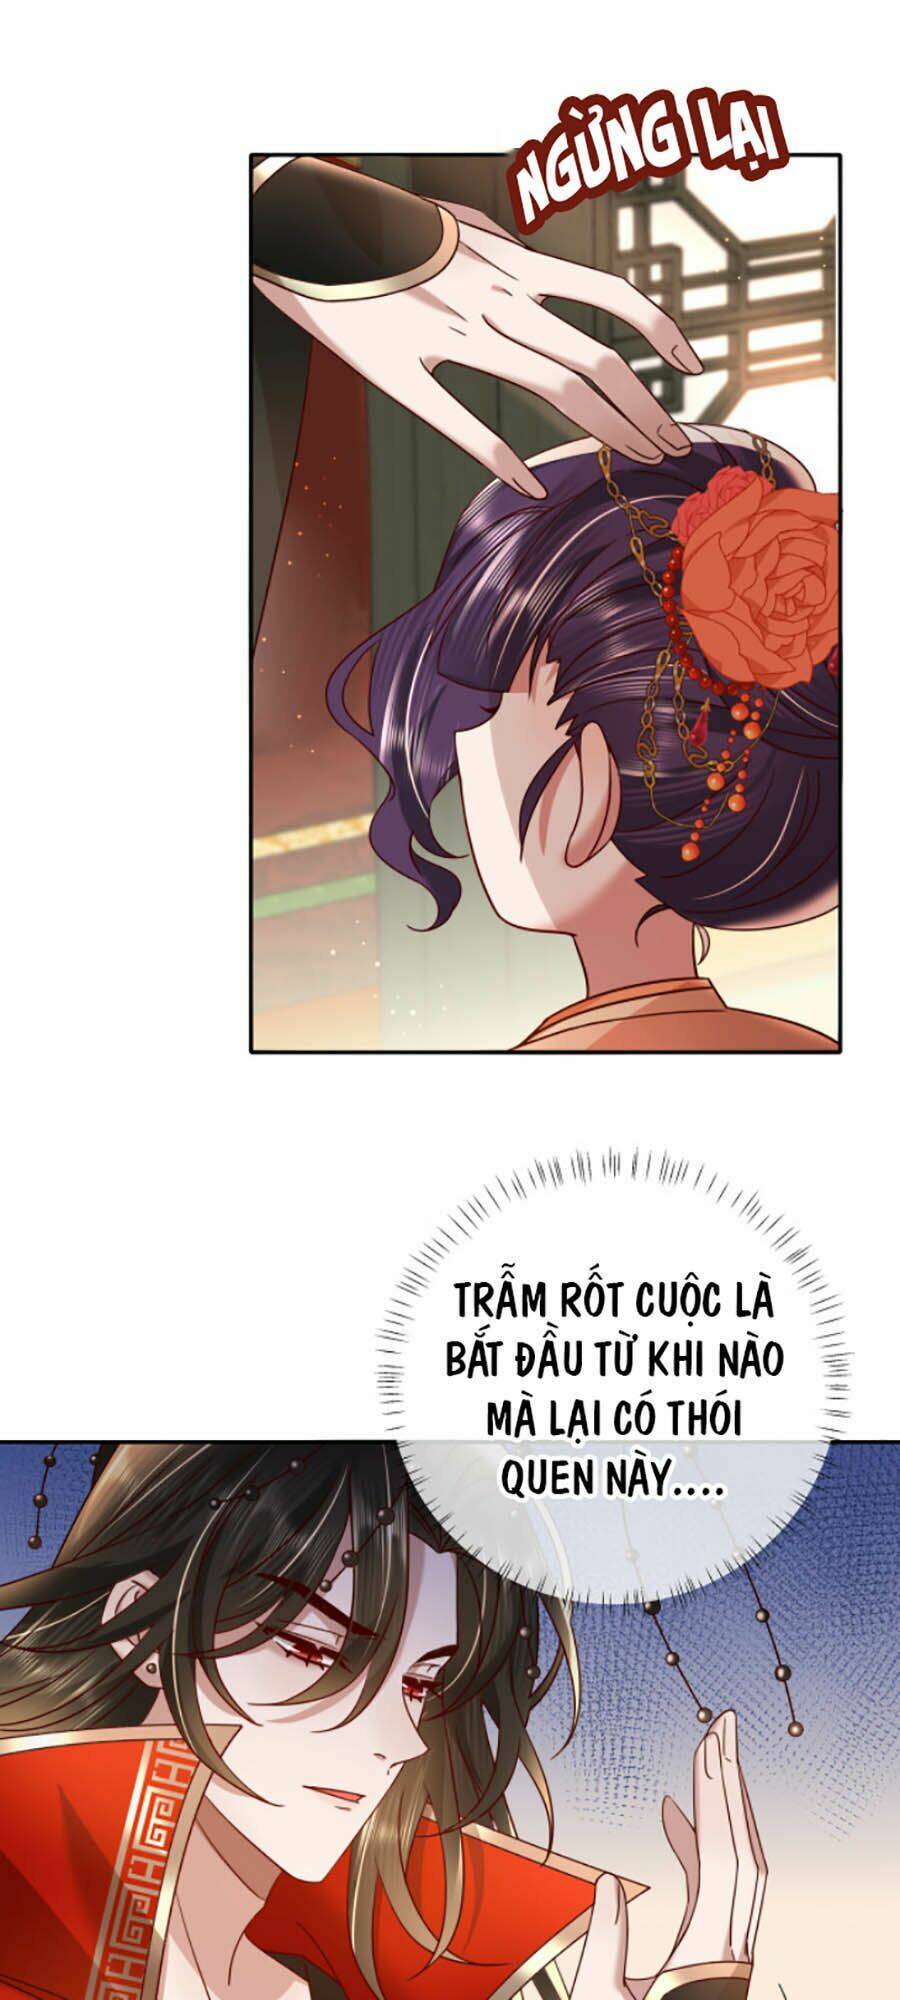 NGỪNG LẠI
TRẪM RỐT CUỘC LÀ
BẮT ĐẦU TỪ KHI NÀO
MÀ LẠI CÓ THÓI
QUEN NÀY....